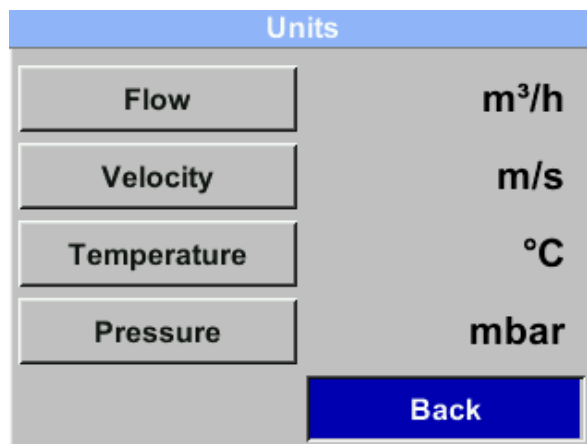 Units
Flow m³/h
Velocity m/s
Temperature °C
Pressure mbar
Back